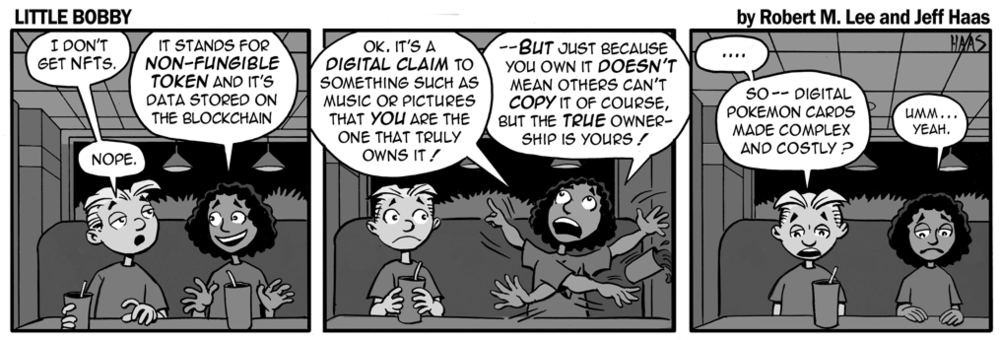 LITTLE BOBBY
by Robert M. Lee and Jeff Haas
I DON'T
GET NFTS.
NOPE.
IT STANDS FOR
NON-FUNGIBLE
TOKEN AND IT'S
DATA STORED ON
THE BLOCKCHAIN
OK. IT'S A
DIGITAL CLAIM TO
SOMETHING SUCH AS
MUSIC OR PICTURES
THAT YOU ARE THE
ONE THAT TRULY
OWNS IT!
--BUT JUST BECAUSE
YOU OWN IT DOESN'T
MEAN OTHERS CAN'T
COPY IT OF COURSE,
BUT THE TRUE OWNER-
SHIP IS YOURS!
HAAS
....
SO-- DIGITAL
POKEMON CARDS
MADE COMPLEX
AND COSTLY?
UMM...
YEAH.